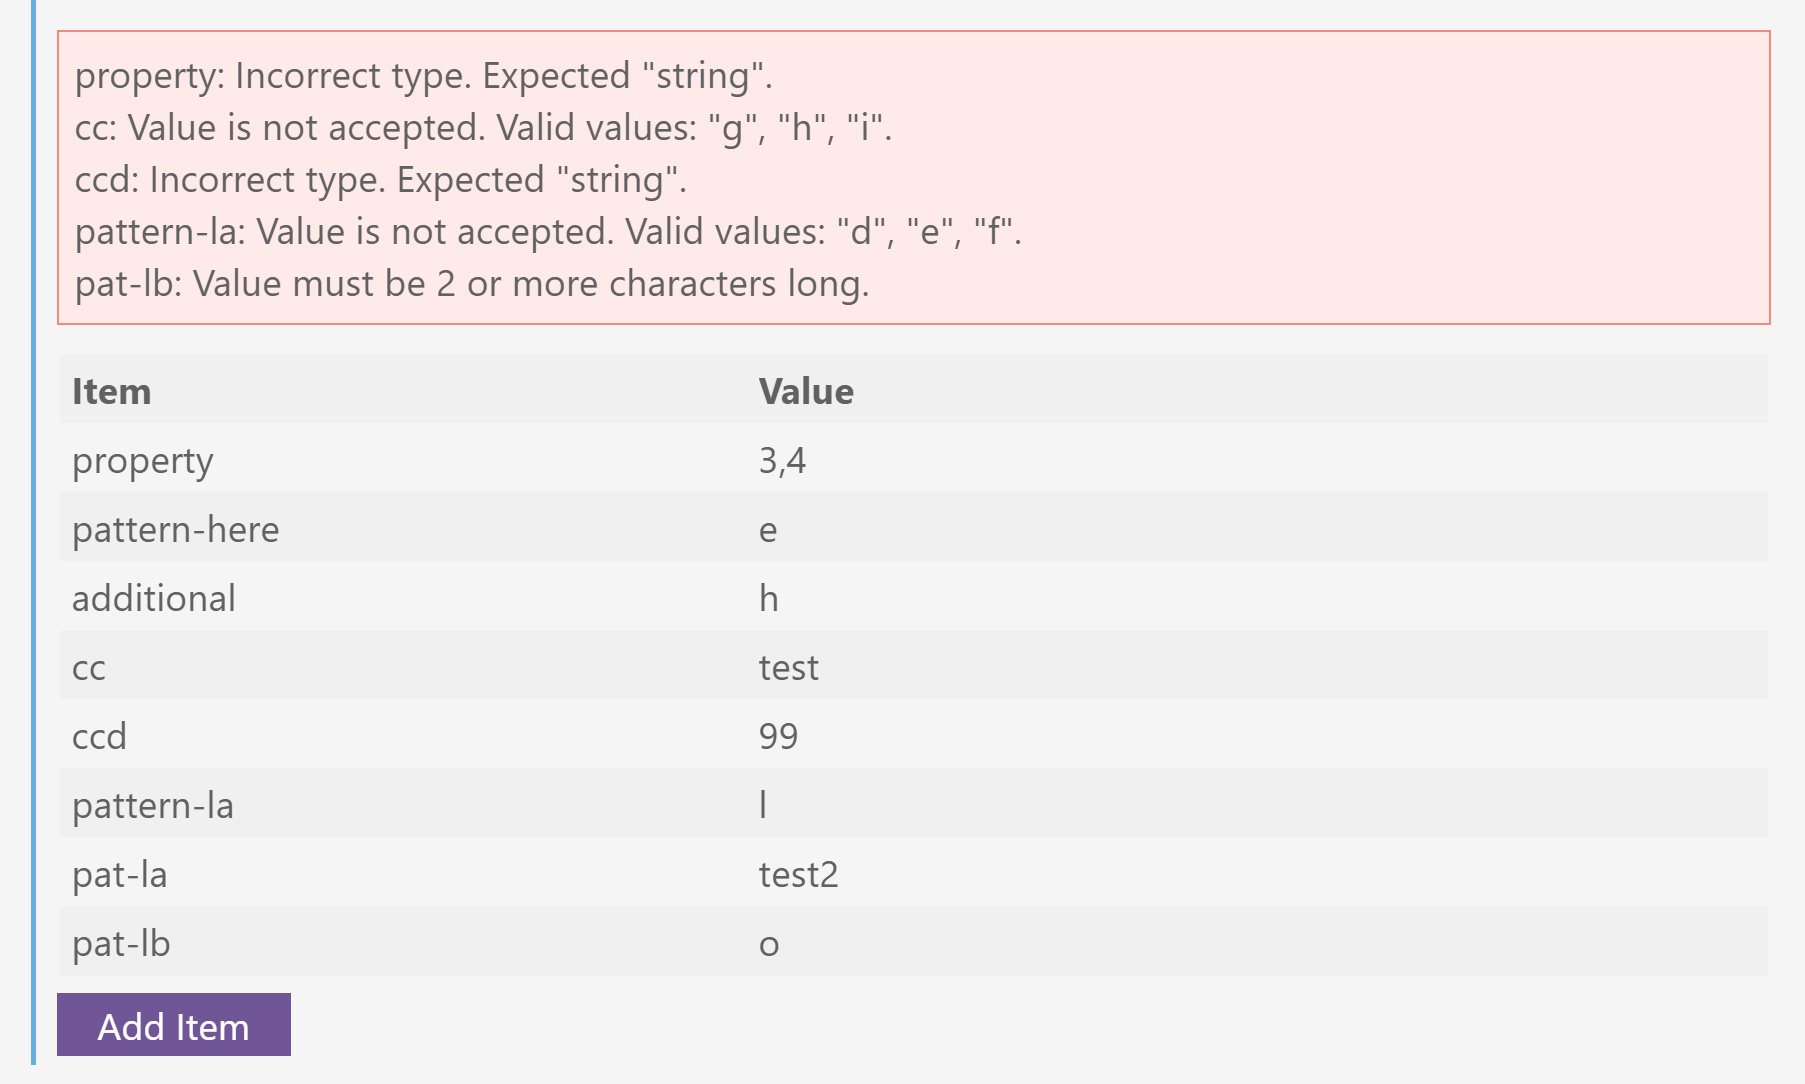 property: Incorrect type. Expected "string".
cc: Value is not accepted. Valid values: "g", "h", "i".
ccd: Incorrect type. Expected "string".
pattern-la: Value is not accepted. Valid values: "d", "e", "f".
pat-lb: Value must be 2 or more characters long.
Item Value
property 3,4
pattern-here e
additional h
cc test
ccd 99
pattern-la l
pat-la test2
pat-lb o
Add Item